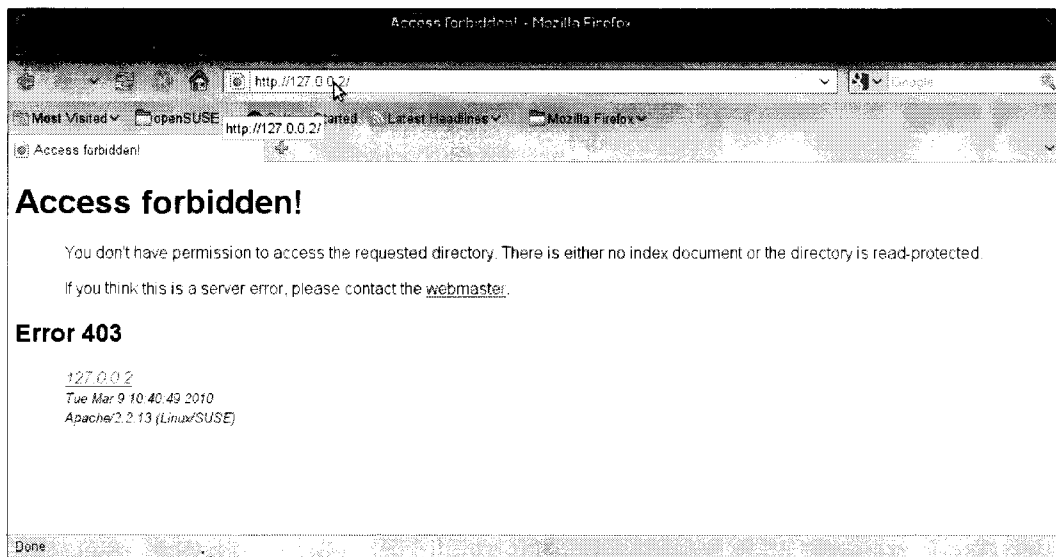 Access forbidden! - Mozilla Firefox
http://127.0.0.2/
Google
Most Visited openSUSE Started Latest Headlines Mozilla Firefox
http://127.0.0.2/
Access forbidden!
Access forbidden!
You don't have permission to access the requested directory. There is either no index document or the directory is read-protected.
If you think this is a server error, please contact the webmaster.
Error 403
127.0.0.2
Tue Mar 9 10:40:49 2010
Apache/2.2.13 (Linux/SUSE)
Done